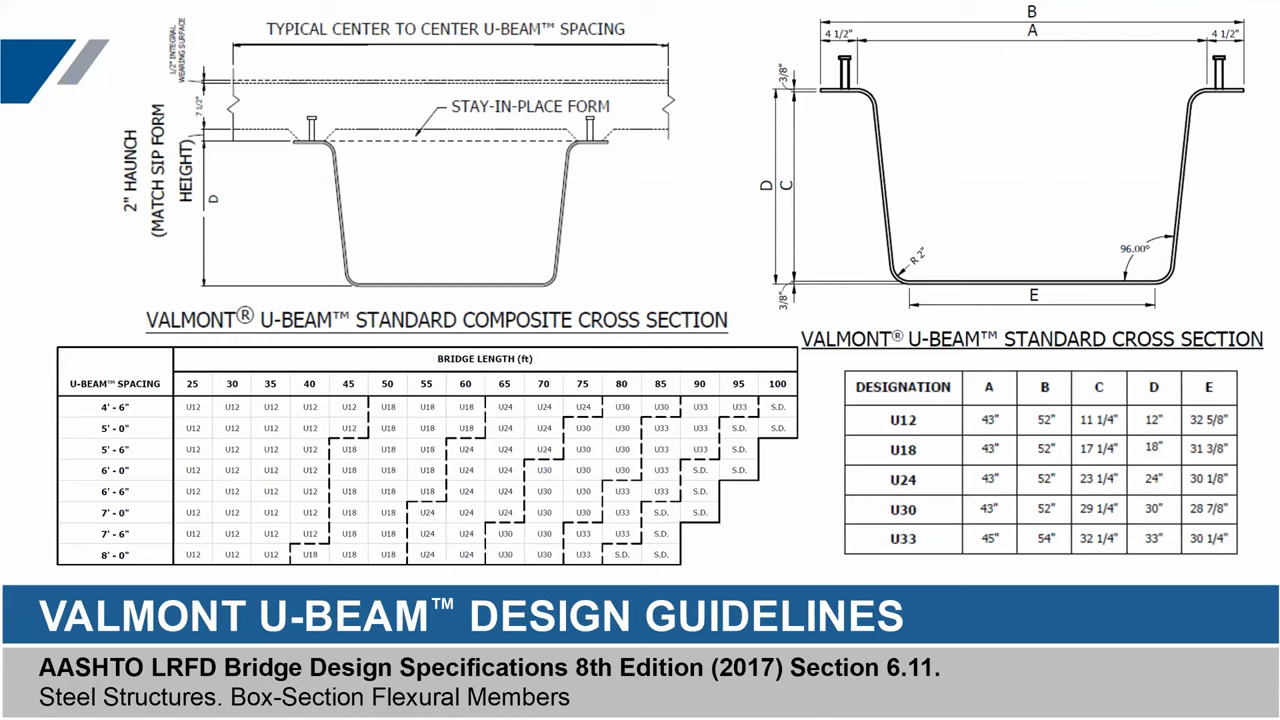 TYPICAL CENTER TO CENTER U-BEAM™ SPACING
1/2" INTEGRAL
WEARING SURFACE
7 1/2"
STAY-IN-PLACE FORM
2" HAUNCH
(MATCH SIP FORM
HEIGHT)
D
VALMONT® U-BEAM™ STANDARD COMPOSITE CROSS SECTION
B
4 1/2" A 4 1/2"
3/8"
D C
R 2"
96.00°
3/8"
E
VALMONT® U-BEAM™ STANDARD CROSS SECTION
BRIDGE LENGTH (ft)
U-BEAM™ SPACING 25 30 35 40 45 50 55 60 65 70 75 80 85 90 95 100
4' - 6" U12 U12 U12 U12 U12 U18 U18 U18 U24 U24 U24 U30 U30 U33 U33 S.D.
5' - 0" U12 U12 U12 U12 U12 U18 U18 U18 U24 U24 U30 U30 U33 U33 S.D. S.D.
5' - 6" U12 U12 U12 U12 U18 U18 U18 U24 U24 U24 U30 U30 U33 U33 S.D.
6' - 0" U12 U12 U12 U12 U18 U18 U18 U24 U24 U30 U30 U30 U33 S.D. S.D.
6' - 6" U12 U12 U12 U12 U18 U18 U18 U24 U24 U30 U30 U33 U33 S.D.
7' - 0" U12 U12 U12 U12 U18 U18 U24 U24 U24 U30 U30 U33 S.D. S.D.
7' - 6" U12 U12 U12 U12 U18 U18 U24 U24 U30 U30 U33 U33 S.D.
8' - 0" U12 U12 U12 U18 U18 U18 U24 U24 U30 U30 U33 S.D. S.D.
DESIGNATION A B C D E
U12 43" 52" 11 1/4" 12" 32 5/8"
U18 43" 52" 17 1/4" 18" 31 3/8"
U24 43" 52" 23 1/4" 24" 30 1/8"
U30 43" 52" 29 1/4" 30" 28 7/8"
U33 45" 54" 32 1/4" 33" 30 1/4"
VALMONT U-BEAM™ DESIGN GUIDELINES
AASHTO LRFD Bridge Design Specifications 8th Edition (2017) Section 6.11.
Steel Structures. Box-Section Flexural Members